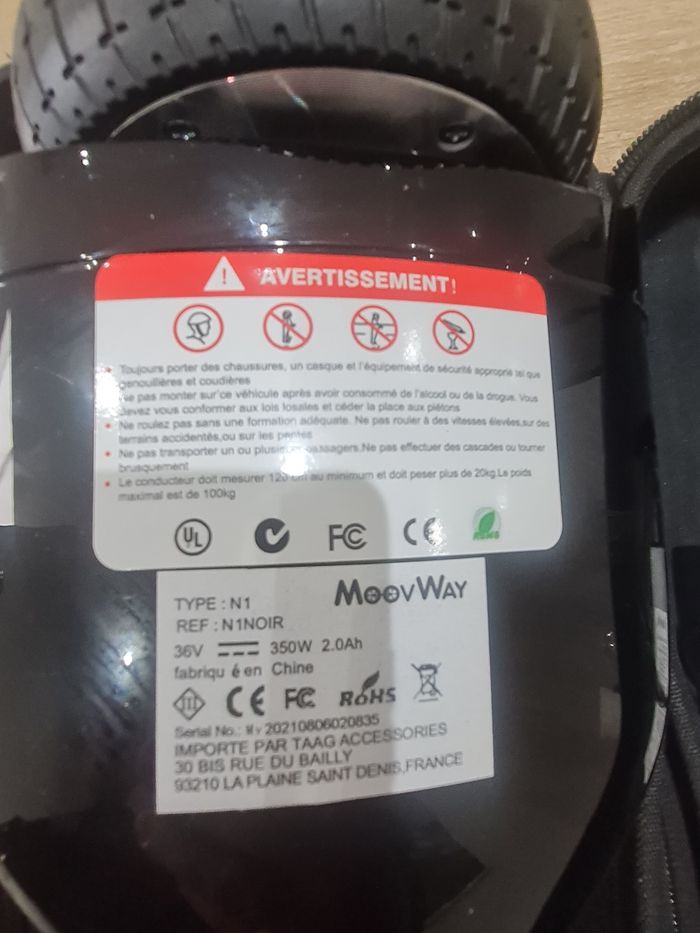 AVERTISSEMENT!
Toujours porter des chaussures, un casque et l'équipement de sécurité approprié tel que
genouillères et coudières
Ne pas monter sur ce véhicule après avoir consommé de l'alcool ou de la drogue. Vous
devez vous conformer aux lois losales et céder la place aux piétons
Ne roulez pas sans une formation adéquate. Ne pas rouler à des vitesses élevées,sur des
terrains accidentés,ou sur les pentes
Ne pas transporter un ou plusieurs passagers.Ne pas effectuer des cascades ou tourner
brusquement
Le conducteur doit mesurer 120 cm au minimum et doit peser plus de 20kg.Le poids
maximal est de 100kg
UL
FC
CE
RoHS
MOOVWAY
TYPE : N1
REF : N1NOIR
36V 350W 2.0Ah
fabriqu é en Chine
CE FC ROHS
Serial No.: Mv20210806020835
IMPORTE PAR TAAG ACCESSORIES
30 BIS RUE DU BAILLY
93210 LA PLAINE SAINT DENIS,FRANCE